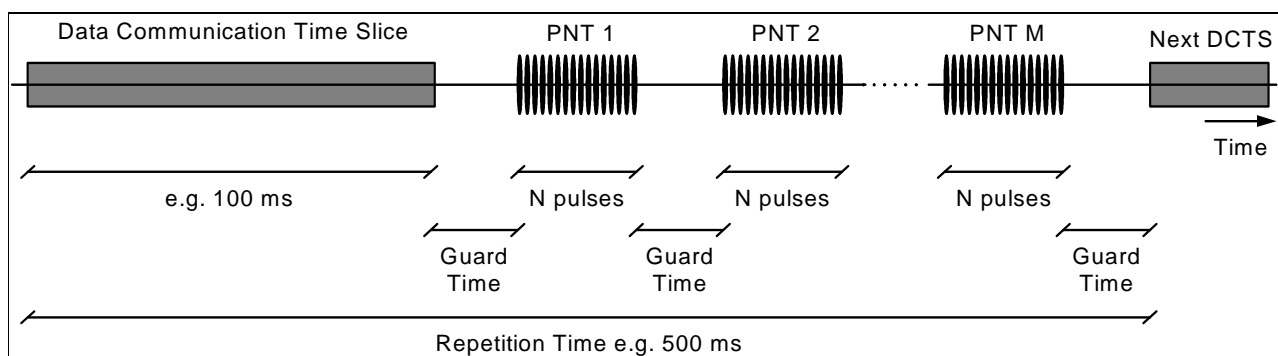 Data Communication Time Slice
PNT 1
PNT 2
PNT M
Next DCTS
Time
e.g. 100 ms
N pulses
N pulses
N pulses
Guard
Time
Guard
Time
Guard
Time
Repetition Time e.g. 500 ms